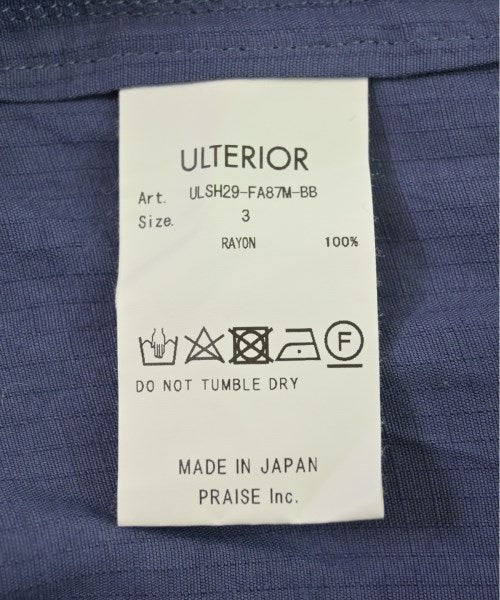 ULTERIOR
Art. ULSH29-FA87M-BB
Size. 3
RAYON 100%
F
DO NOT TUMBLE DRY
MADE IN JAPAN
PRAISE Inc.